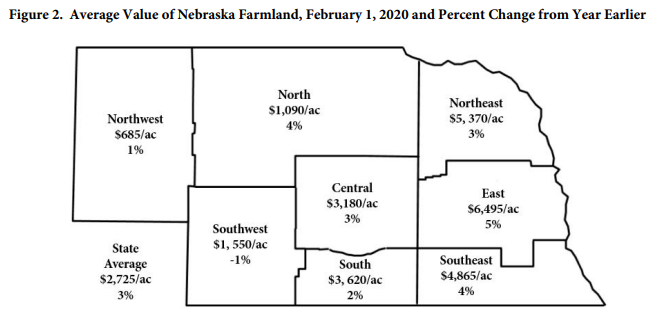 Figure 2. Average Value of Nebraska Farmland, February 1, 2020 and Percent Change from Year Earlier
Northwest
$685/ac
1%
North
$1,090/ac
4%
Northeast
$5, 370/ac
3%
Central
$3,180/ac
3%
East
$6,495/ac
5%
Southwest
$1, 550/ac
-1%
State
Average
$2,725/ac
3%
South
$3, 620/ac
2%
Southeast
$4,865/ac
4%